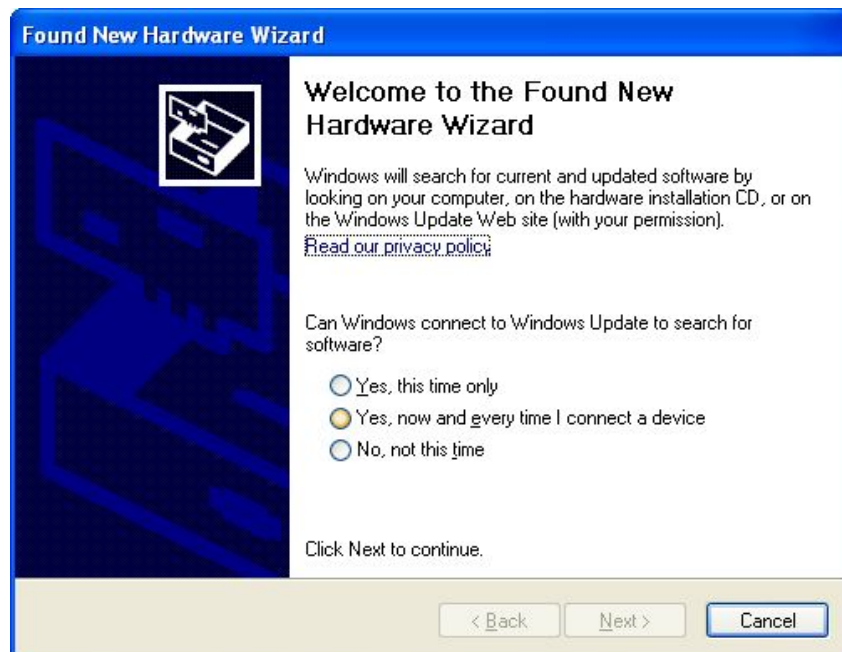 Found New Hardware Wizard
Welcome to the Found New
Hardware Wizard
Windows will search for current and updated software by
looking on your computer, on the hardware installation CD, or on
the Windows Update Web site (with your permission).
Read our privacy policy
Can Windows connect to Windows Update to search for
software?
Yes, this time only
Yes, now and every time I connect a device
No, not this time
Click Next to continue.
< Back
Next >
Cancel